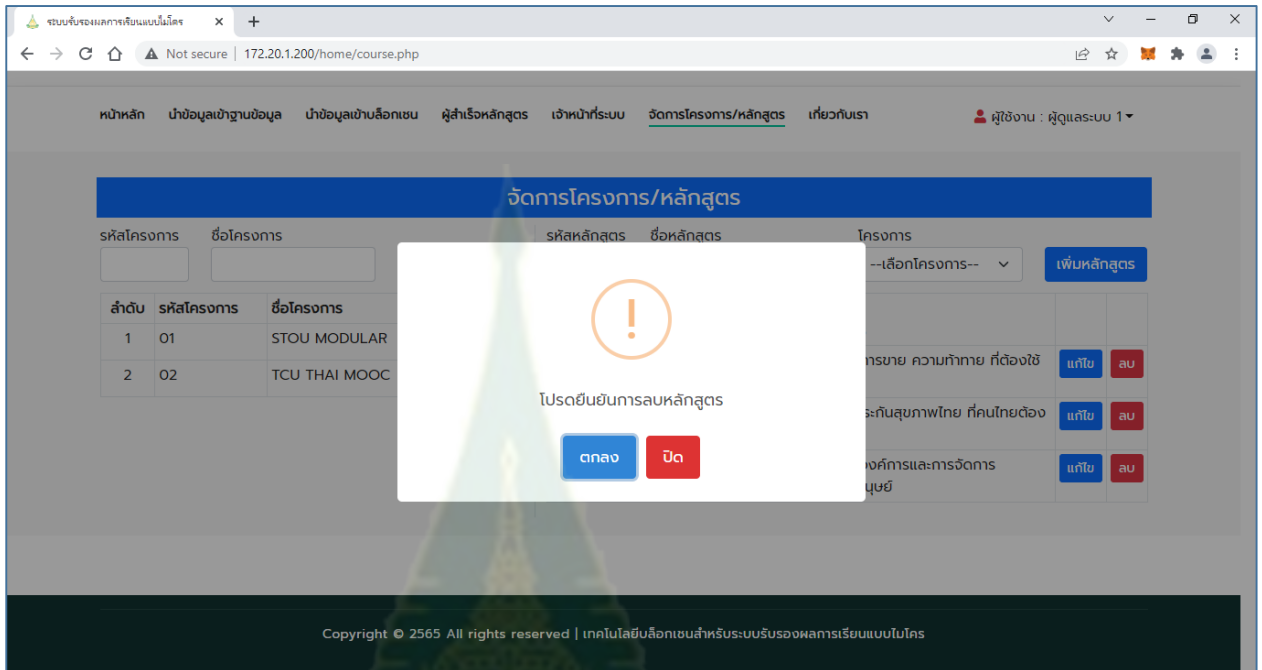 ระบบรับรองผลการเรียนแบบไมโคร
Not secure | 172.20.1.200/home/course.php
หน้าหลัก นำข้อมูลเข้าฐานข้อมูล นำข้อมูลเข้าบล็อกเชน ผู้สำเร็จหลักสูตร เจ้าหน้าที่ระบบ จัดการโครงการ/หลักสูตร เกี่ยวกับเรา ผู้ใช้งาน : ผู้ดูแลระบบ 1
จัดการโครงการ/หลักสูตร
รหัสโครงการ ชื่อโครงการ รหัสหลักสูตร ชื่อหลักสูตร โครงการ
--เลือกโครงการ-- เพิ่มหลักสูตร
ลำดับ รหัสโครงการ ชื่อโครงการ
1 01 STOU MODULAR
2 02 TCU THAI MOOC
การขาย ความท้าทาย ที่ต้องใช้ แก้ไข ลบ
ประกันสุขภาพไทย ที่คนไทยต้อง แก้ไข ลบ
องค์การและการจัดการ แก้ไข ลบ
นุษย์
โปรดยืนยันการลบหลักสูตร
ตกลง ปิด
Copyright © 2565 All rights reserved | เทคโนโลยีบล็อกเชนสำหรับระบบรับรองผลการเรียนแบบไมโคร